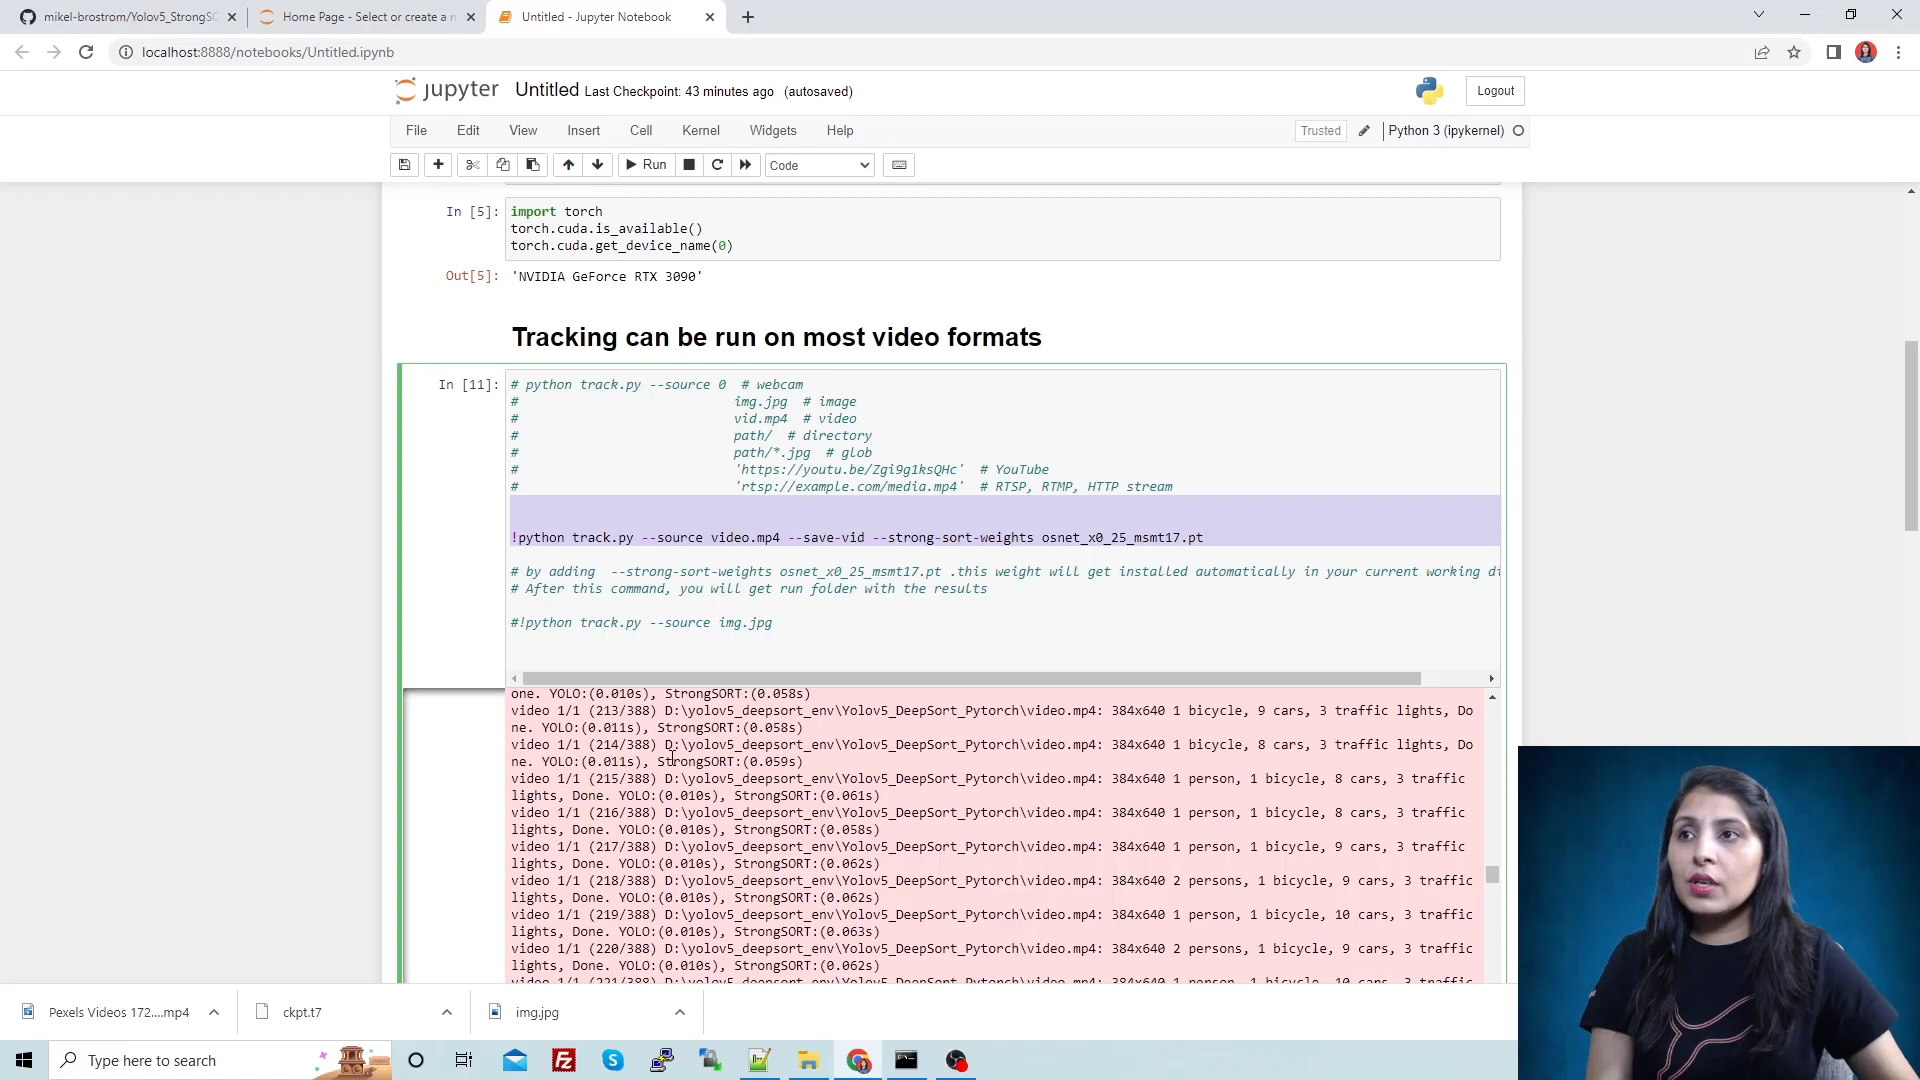 mikel-brostrom/Yolov5_StrongSO
Home Page - Select or create a n
Untitled - Jupyter Notebook
localhost:8888/notebooks/Untitled.ipynb
jupyter Untitled Last Checkpoint: 43 minutes ago (autosaved)
Logout
File Edit View Insert Cell Kernel Widgets Help
Trusted
Python 3 (ipykernel)
Run
Code
In [5]: import torch
torch.cuda.is_available()
torch.cuda.get_device_name(0)
Out[5]: 'NVIDIA GeForce RTX 3090'
Tracking can be run on most video formats
In [11]: # python track.py --source 0 # webcam
# img.jpg # image
# vid.mp4 # video
# path/ # directory
# path/*.jpg # glob
# 'https://youtu.be/Zgi9g1ksQHc' # YouTube
# 'rtsp://example.com/media.mp4' # RTSP, RTMP, HTTP stream
!python track.py --source video.mp4 --save-vid --strong-sort-weights osnet_x0_25_msmt17.pt
# by adding --strong-sort-weights osnet_x0_25_msmt17.pt .this weight will get installed automatically in your current working di
# After this command, you will get run folder with the results
#!python track.py --source img.jpg
one. YOLO:(0.010s), StrongSORT:(0.058s)
video 1/1 (213/388) D:\yolov5_deepsort_env\Yolov5_DeepSort_Pytorch\video.mp4: 384x640 1 bicycle, 9 cars, 3 traffic lights, Do
ne. YOLO:(0.011s), StrongSORT:(0.058s)
video 1/1 (214/388) D:\yolov5_deepsort_env\Yolov5_DeepSort_Pytorch\video.mp4: 384x640 1 bicycle, 8 cars, 3 traffic lights, Do
ne. YOLO:(0.011s), StrongSORT:(0.059s)
video 1/1 (215/388) D:\yolov5_deepsort_env\Yolov5_DeepSort_Pytorch\video.mp4: 384x640 1 person, 1 bicycle, 8 cars, 3 traffic
lights, Done. YOLO:(0.010s), StrongSORT:(0.061s)
video 1/1 (216/388) D:\yolov5_deepsort_env\Yolov5_DeepSort_Pytorch\video.mp4: 384x640 1 person, 1 bicycle, 8 cars, 3 traffic
lights, Done. YOLO:(0.010s), StrongSORT:(0.058s)
video 1/1 (217/388) D:\yolov5_deepsort_env\Yolov5_DeepSort_Pytorch\video.mp4: 384x640 1 person, 1 bicycle, 9 cars, 3 traffic
lights, Done. YOLO:(0.010s), StrongSORT:(0.062s)
video 1/1 (218/388) D:\yolov5_deepsort_env\Yolov5_DeepSort_Pytorch\video.mp4: 384x640 2 persons, 1 bicycle, 9 cars, 3 traffic
lights, Done. YOLO:(0.010s), StrongSORT:(0.062s)
video 1/1 (219/388) D:\yolov5_deepsort_env\Yolov5_DeepSort_Pytorch\video.mp4: 384x640 1 person, 1 bicycle, 10 cars, 3 traffic
lights, Done. YOLO:(0.010s), StrongSORT:(0.063s)
video 1/1 (220/388) D:\yolov5_deepsort_env\Yolov5_DeepSort_Pytorch\video.mp4: 384x640 2 persons, 1 bicycle, 9 cars, 3 traffic
lights, Done. YOLO:(0.010s), StrongSORT:(0.062s)
video 1/1 (221/388) D:\yolov5_deepsort_env\Yolov5_DeepSort_Pytorch\video.mp4: 384x640 1 person, 1 bicycle, 10 cars, 3 traffic
Pexels Videos 172....mp4
ckpt.t7
img.jpg
Type here to search